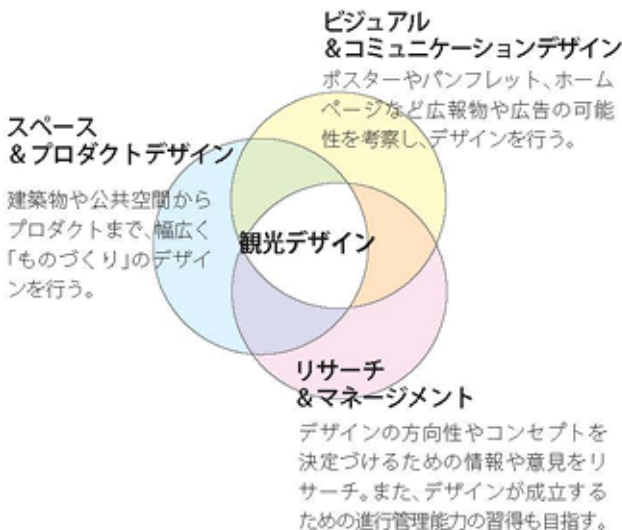 ビジュアル
&コミュニケーションデザイン
ポスターやパンフレット、ホーム
ページなど広報物や広告の可能
性を考察し、デザインを行う。
スペース
&プロダクトデザイン
建築物や公共空間から
プロダクトまで、幅広く
「ものづくり」のデザイ
ンを行う。
観光デザイン
リサーチ
&マネージメント
デザインの方向性やコンセプトを
決定づけるための情報や意見をリ
サーチ。また、デザインが成立する
ための進行管理能力の習得も目指す。